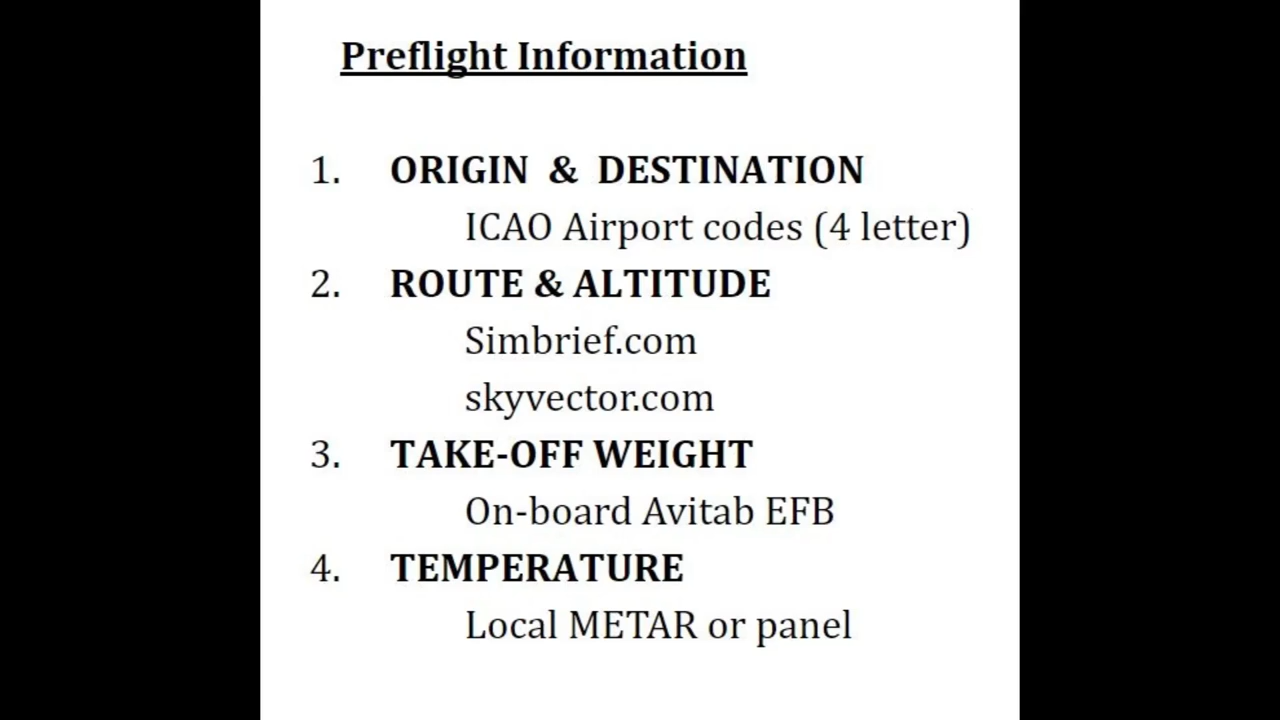 Preflight Information
1. ORIGIN & DESTINATION
ICAO Airport codes (4 letter)
2. ROUTE & ALTITUDE
Simbrief.com
skyvector.com
3. TAKE-OFF WEIGHT
On-board Avitab EFB
4. TEMPERATURE
Local METAR or panel